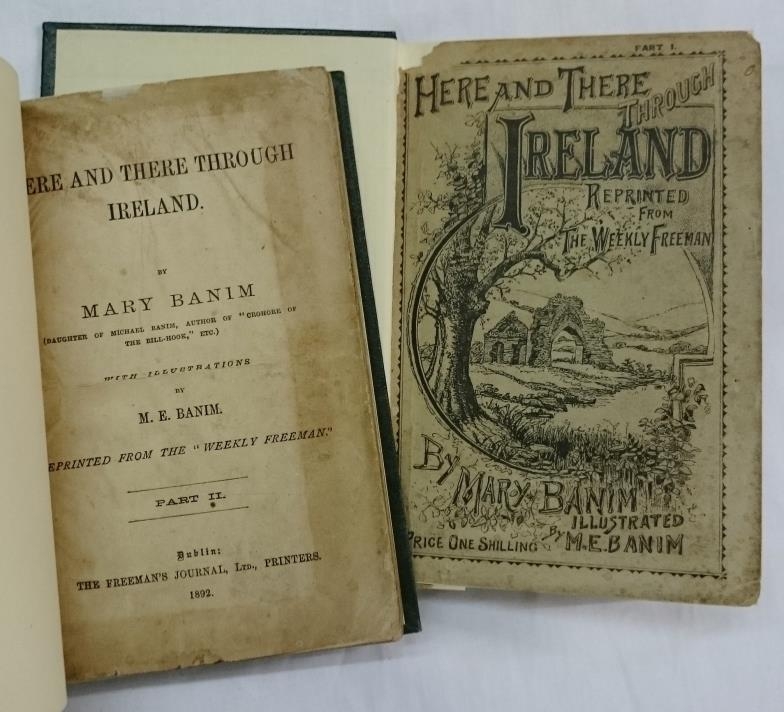 ERE AND THERE THROUGH
IRELAND.
BY
MARY BANIM
(DAUGHTER OF MICHAEL BANIM, AUTHOR OF "CROHORE OF
THE BILL-HOOK," ETC.)
WITH ILLUSTRATIONS
BY
M. E. BANIM.
EPRINTED FROM THE "WEEKLY FREEMAN."
PART II.
Dublin:
THE FREEMAN'S JOURNAL, LTD., PRINTERS.
1892.
PART I.
HERE AND THERE
THROUGH
IRELAND
REPRINTED
FROM
THE WEEKLY FREEMAN
BY MARY BANIM
ILLUSTRATED
BY M.E. BANIM
PRICE ONE SHILLING